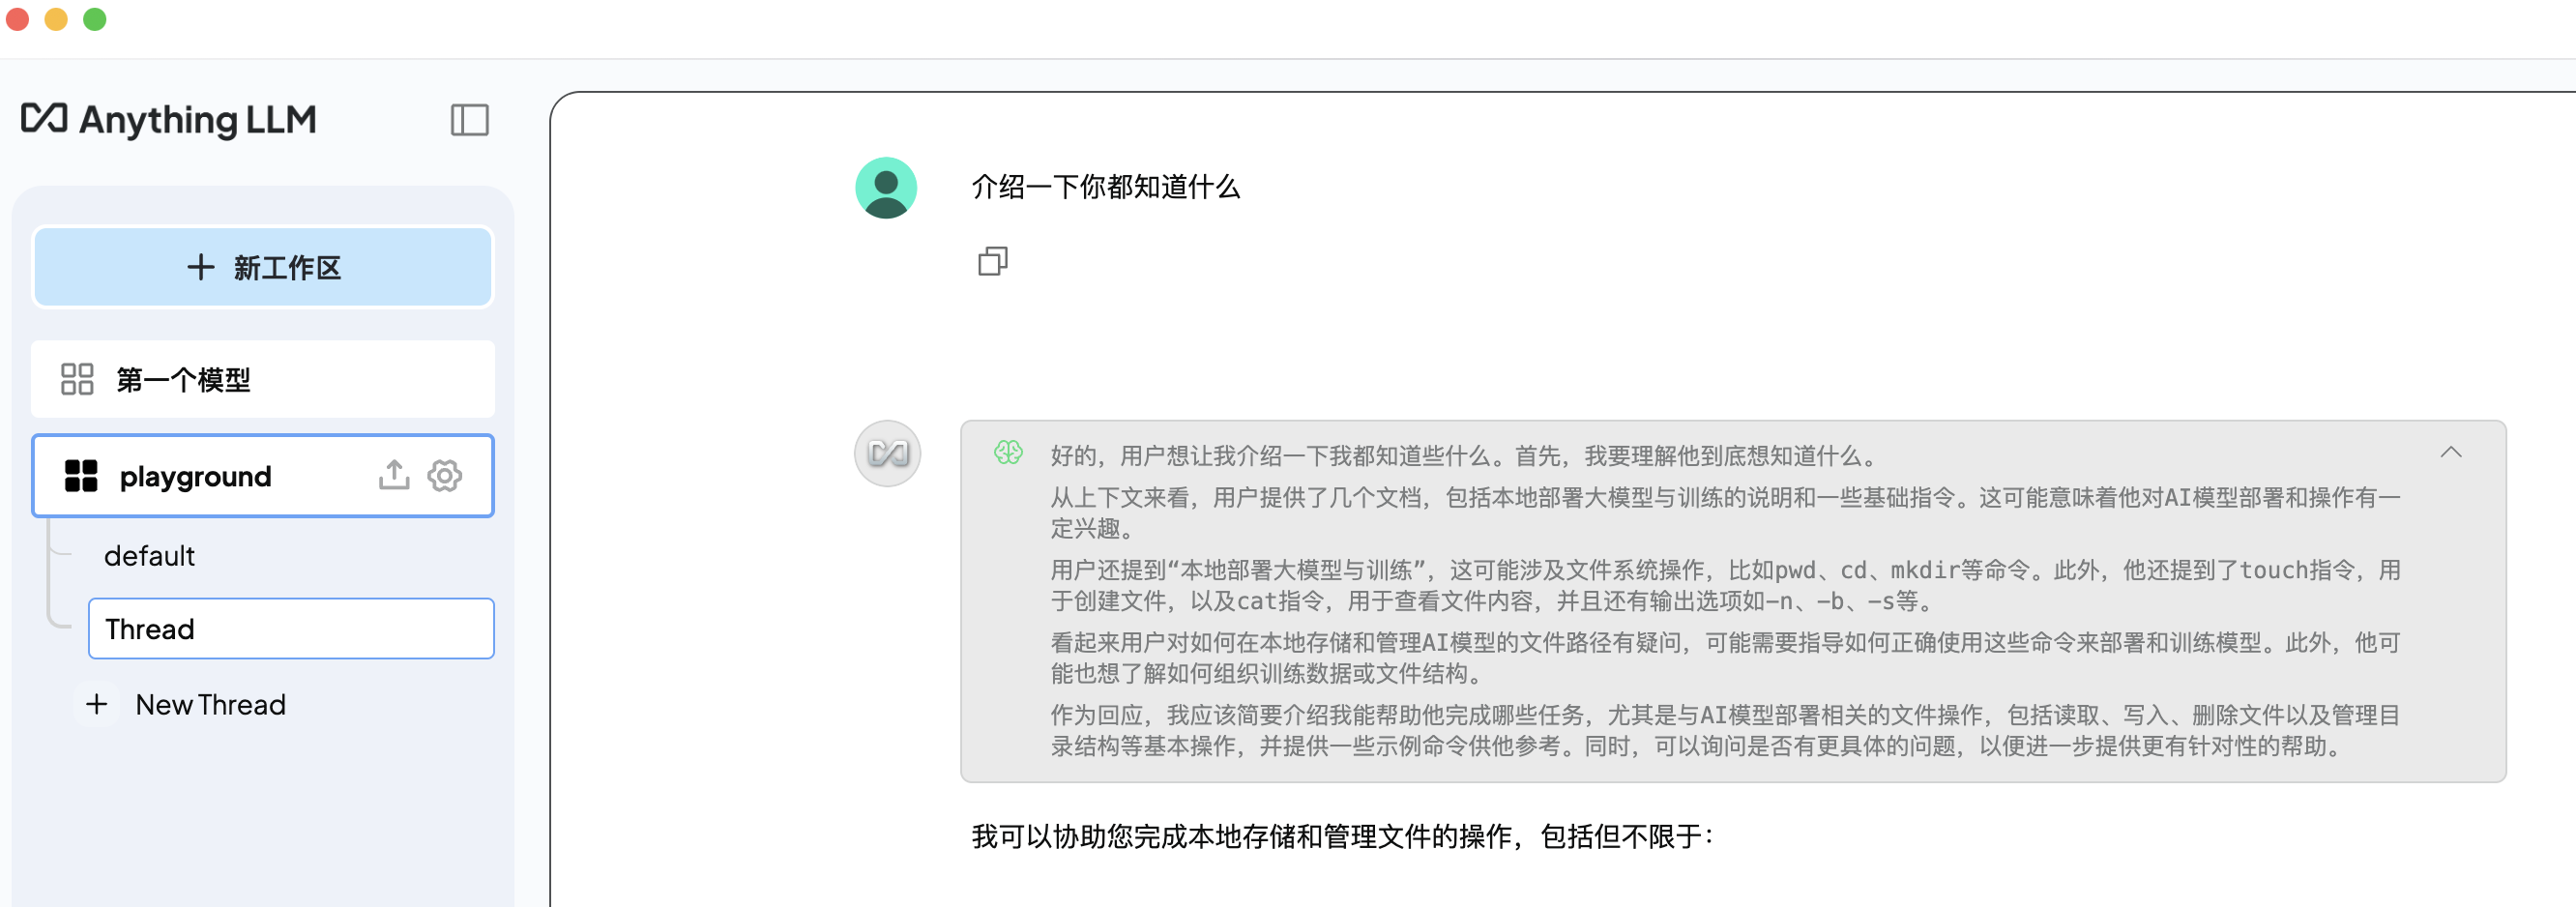 Anything LLM
新工作区
第一个模型
playground
default
Thread
New Thread
介绍一下你都知道什么
好的，用户想让我介绍一下我都知道些什么。首先，我要理解他到底想知道什么。
从上下文来看，用户提供了几个文档，包括本地部署大模型与训练的说明和一些基础指令。这可能意味着他对AI模型部署和操作有一
定兴趣。
用户还提到“本地部署大模型与训练”，这可能涉及文件系统操作，比如pwd、cd、mkdir等命令。此外，他还提到了touch指令，用
于创建文件，以及cat指令，用于查看文件内容，并且还有输出选项如-n、-b、-s等。
看起来用户对如何在本地存储和管理AI模型的文件路径有疑问，可能需要指导如何正确使用这些命令来部署和训练模型。此外，他可
能也想了解如何组织训练数据或文件结构。
作为回应，我应该简要介绍我能帮助他完成哪些任务，尤其是与AI模型部署相关的文件操作，包括读取、写入、删除文件以及管理目
录结构等基本操作，并提供一些示例命令供他参考。同时，可以询问是否有更具体的问题，以便进一步提供更有针对性的帮助。
我可以协助您完成本地存储和管理文件的操作，包括但不限于：